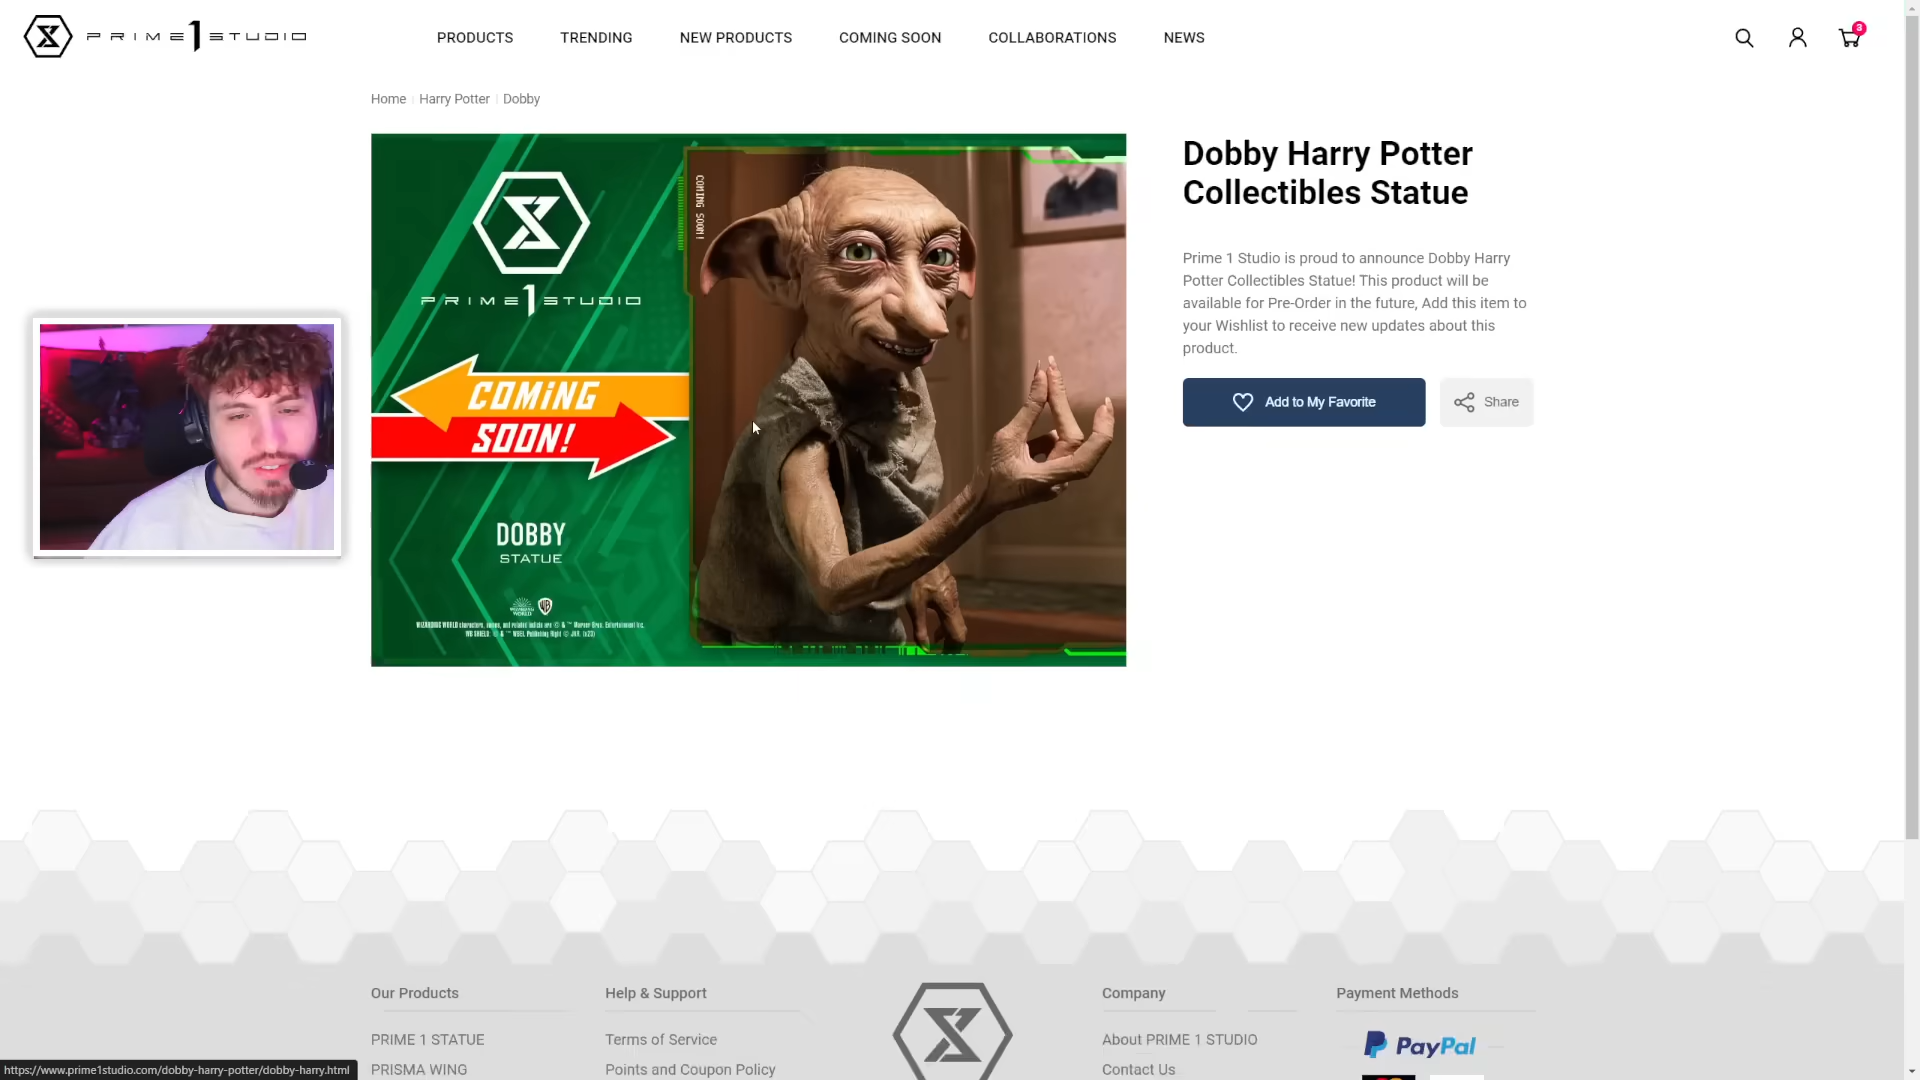 PRIME 1 STUDIO
PRODUCTS
TRENDING
NEW PRODUCTS
COMING SOON
COLLABORATIONS
NEWS
3
Home
Harry Potter
Dobby
PRIME 1 STUDIO
COMING
SOON!
DOBBY
STATUE
WIZARDING
WORLD
WB
COMING SOON!
Dobby Harry Potter
Collectibles Statue
Prime 1 Studio is proud to announce Dobby Harry
Potter Collectibles Statue! This product will be
available for Pre-Order in the future, Add this item to
your Wishlist to receive new updates about this
product.
Add to My Favorite
Share
Our Products
PRIME 1 STATUE
PRISMA WING
Help & Support
Terms of Service
Points and Coupon Policy
Company
About PRIME 1 STUDIO
Contact Us
Payment Methods
PayPal
https://www.prime1studio.com/dobby-harry-potter/dobby-harry.html